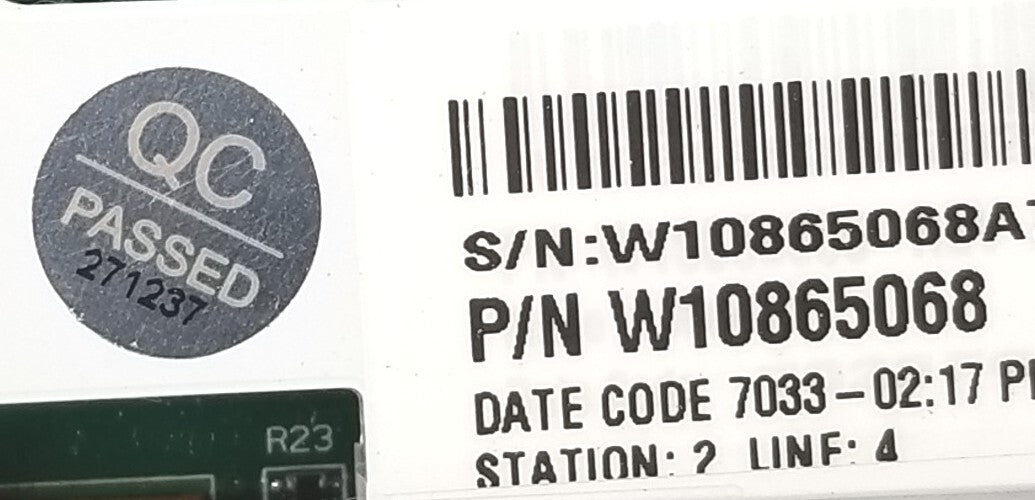 QC
PASSED
271237
S/N:W10865068A
P/N W10865068
DATE CODE 7033-02:17 P
STATION: 2 LINE: 4
R23